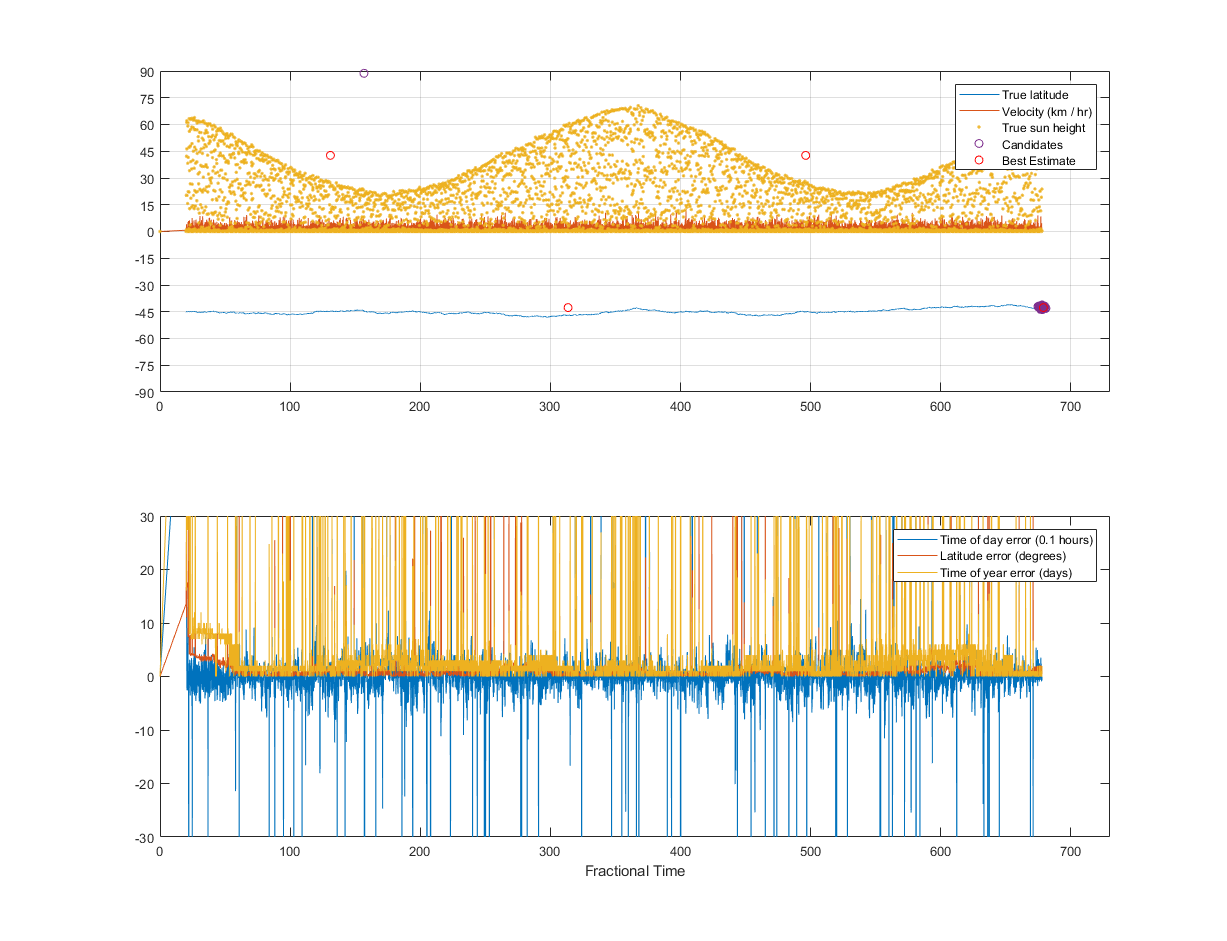 90
75
60
45
30
15
0
-15
-30
-45
-60
-75
-90
0 100 200 300 400 500 600 700
True latitude
Velocity (km / hr)
True sun height
Candidates
Best Estimate
30
20
10
0
-10
-20
-30
0 100 200 300 400 500 600 700
Fractional Time
Time of day error (0.1 hours)
Latitude error (degrees)
Time of year error (days)